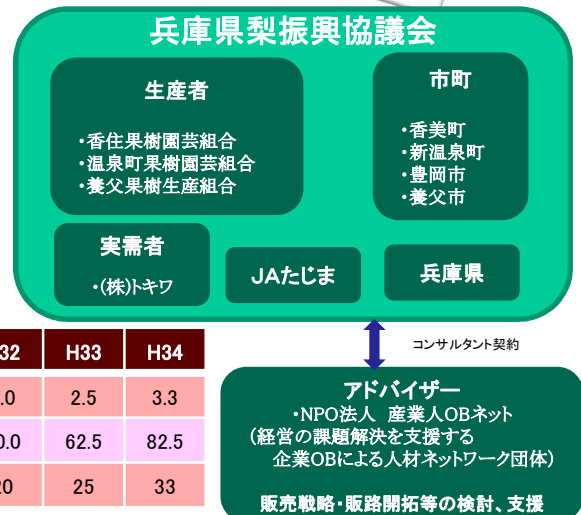 兵庫県梨振興協議会
生産者
・香住果樹園芸組合
・温泉町果樹園芸組合
・養父果樹生産組合
市町
・香美町
・新温泉町
・豊岡市
・養父市
実需者
・(株)トキワ
JAたじま
兵庫県
コンサルタント契約
アドバイザー
・NPO法人 産業人OBネット
(経営の課題解決を支援する
企業OBによる人材ネットワーク団体)
販売戦略・販路開拓等の検討、支援
32 H33 H34
.0 2.5 3.3
0.0 62.5 82.5
20 25 33